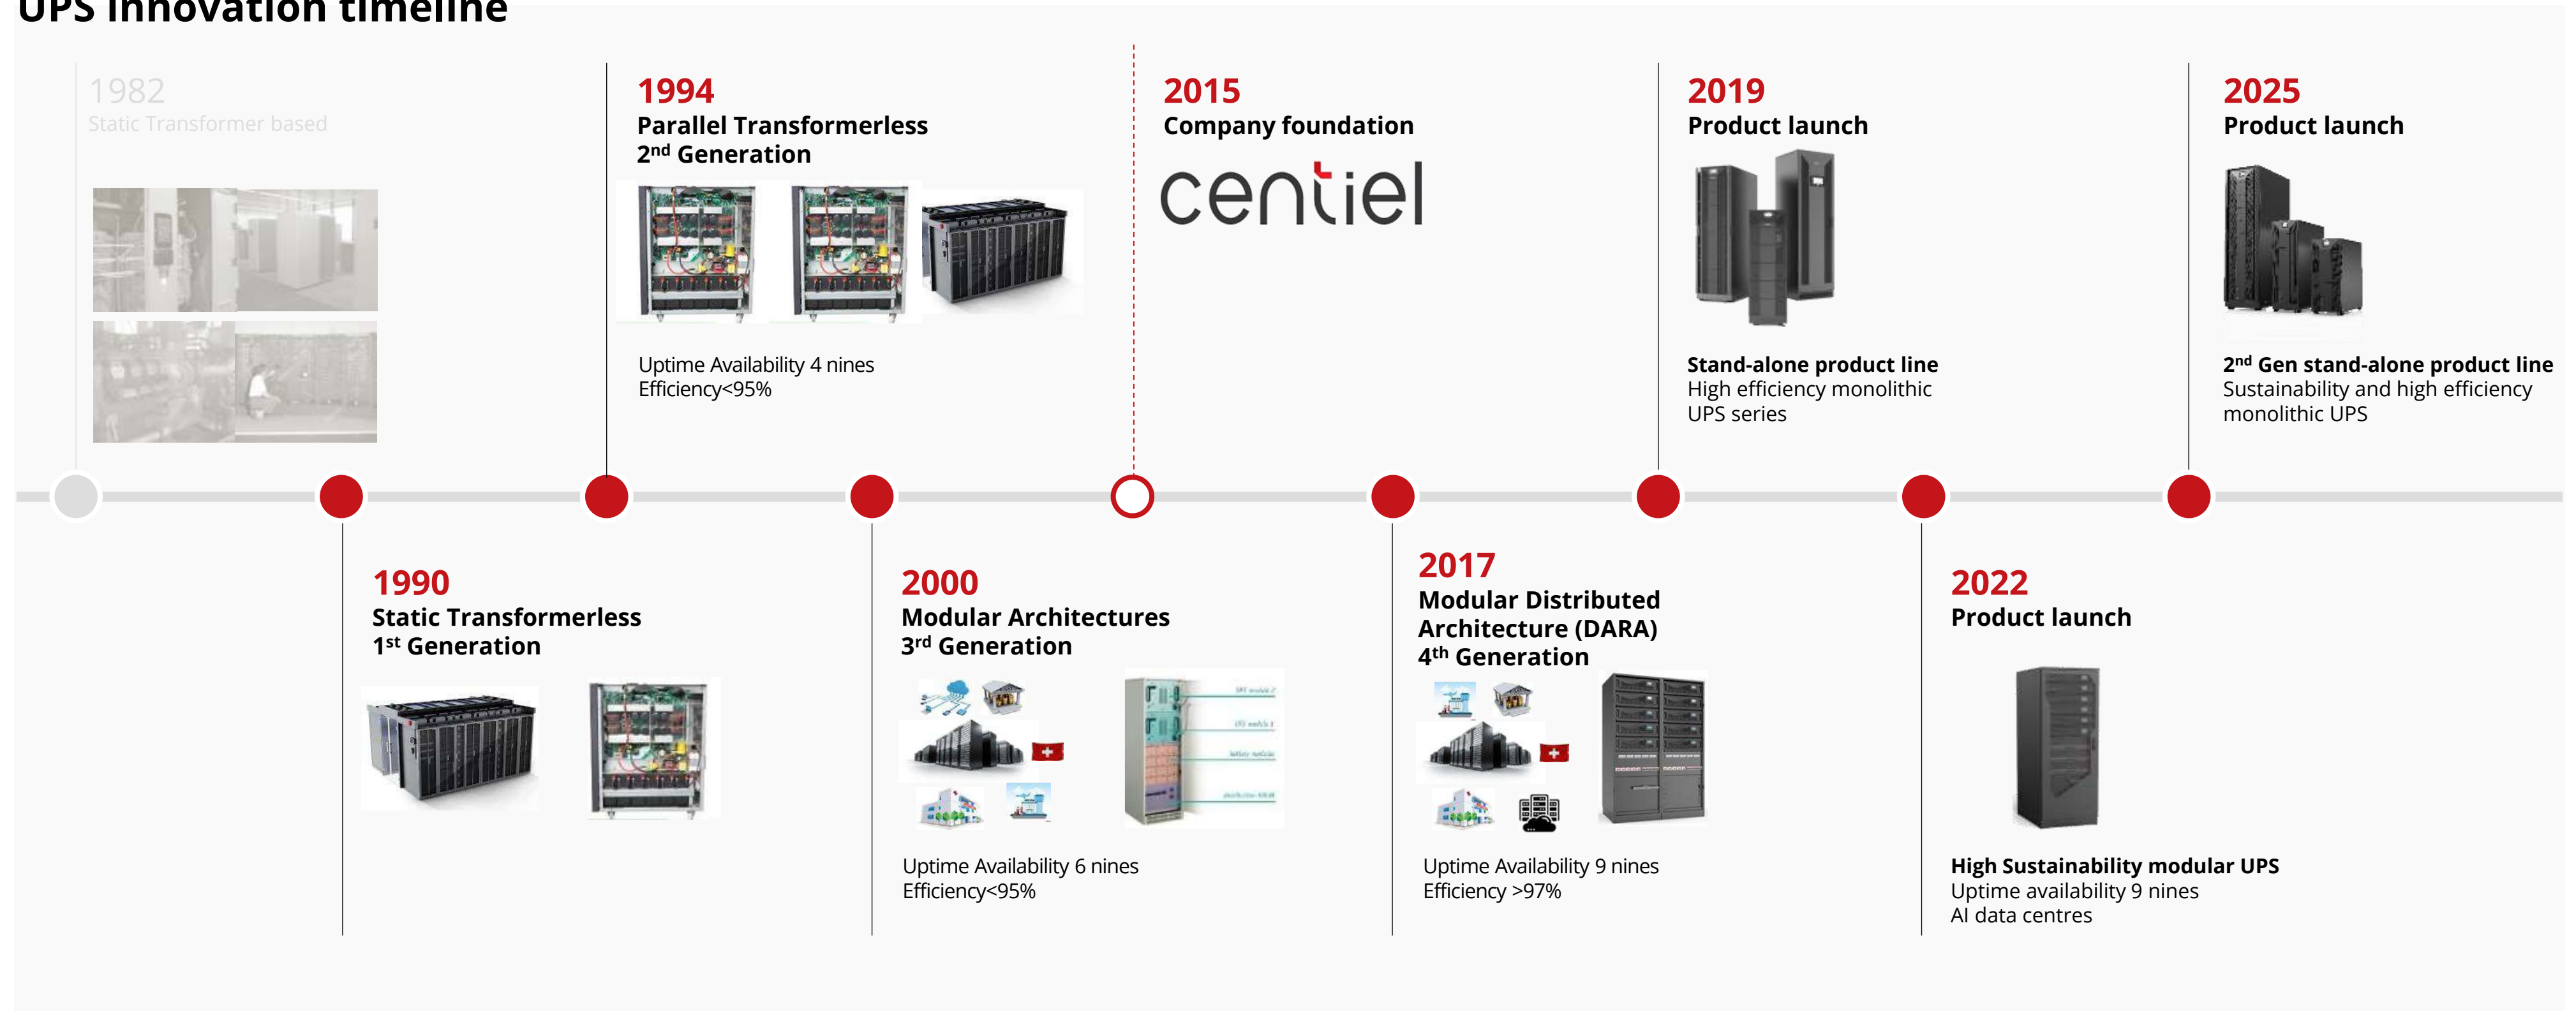 UPS innovation timeline
1982
Static Transformer based
1994
Parallel Transformerless
2nd Generation
Uptime Availability 4 nines
Efficiency<95%
2015
Company foundation
centiel
2019
Product launch
Stand-alone product line
High efficiency monolithic
UPS series
2025
Product launch
2nd Gen stand-alone product line
Sustainability and high efficiency
monolithic UPS
1990
Static Transformerless
1st Generation
2000
Modular Architectures
3rd Generation
Uptime Availability 6 nines
Efficiency<95%
2017
Modular Distributed
Architecture (DARA)
4th Generation
Uptime Availability 9 nines
Efficiency >97%
2022
Product launch
High Sustainability modular UPS
Uptime availability 9 nines
AI data centres